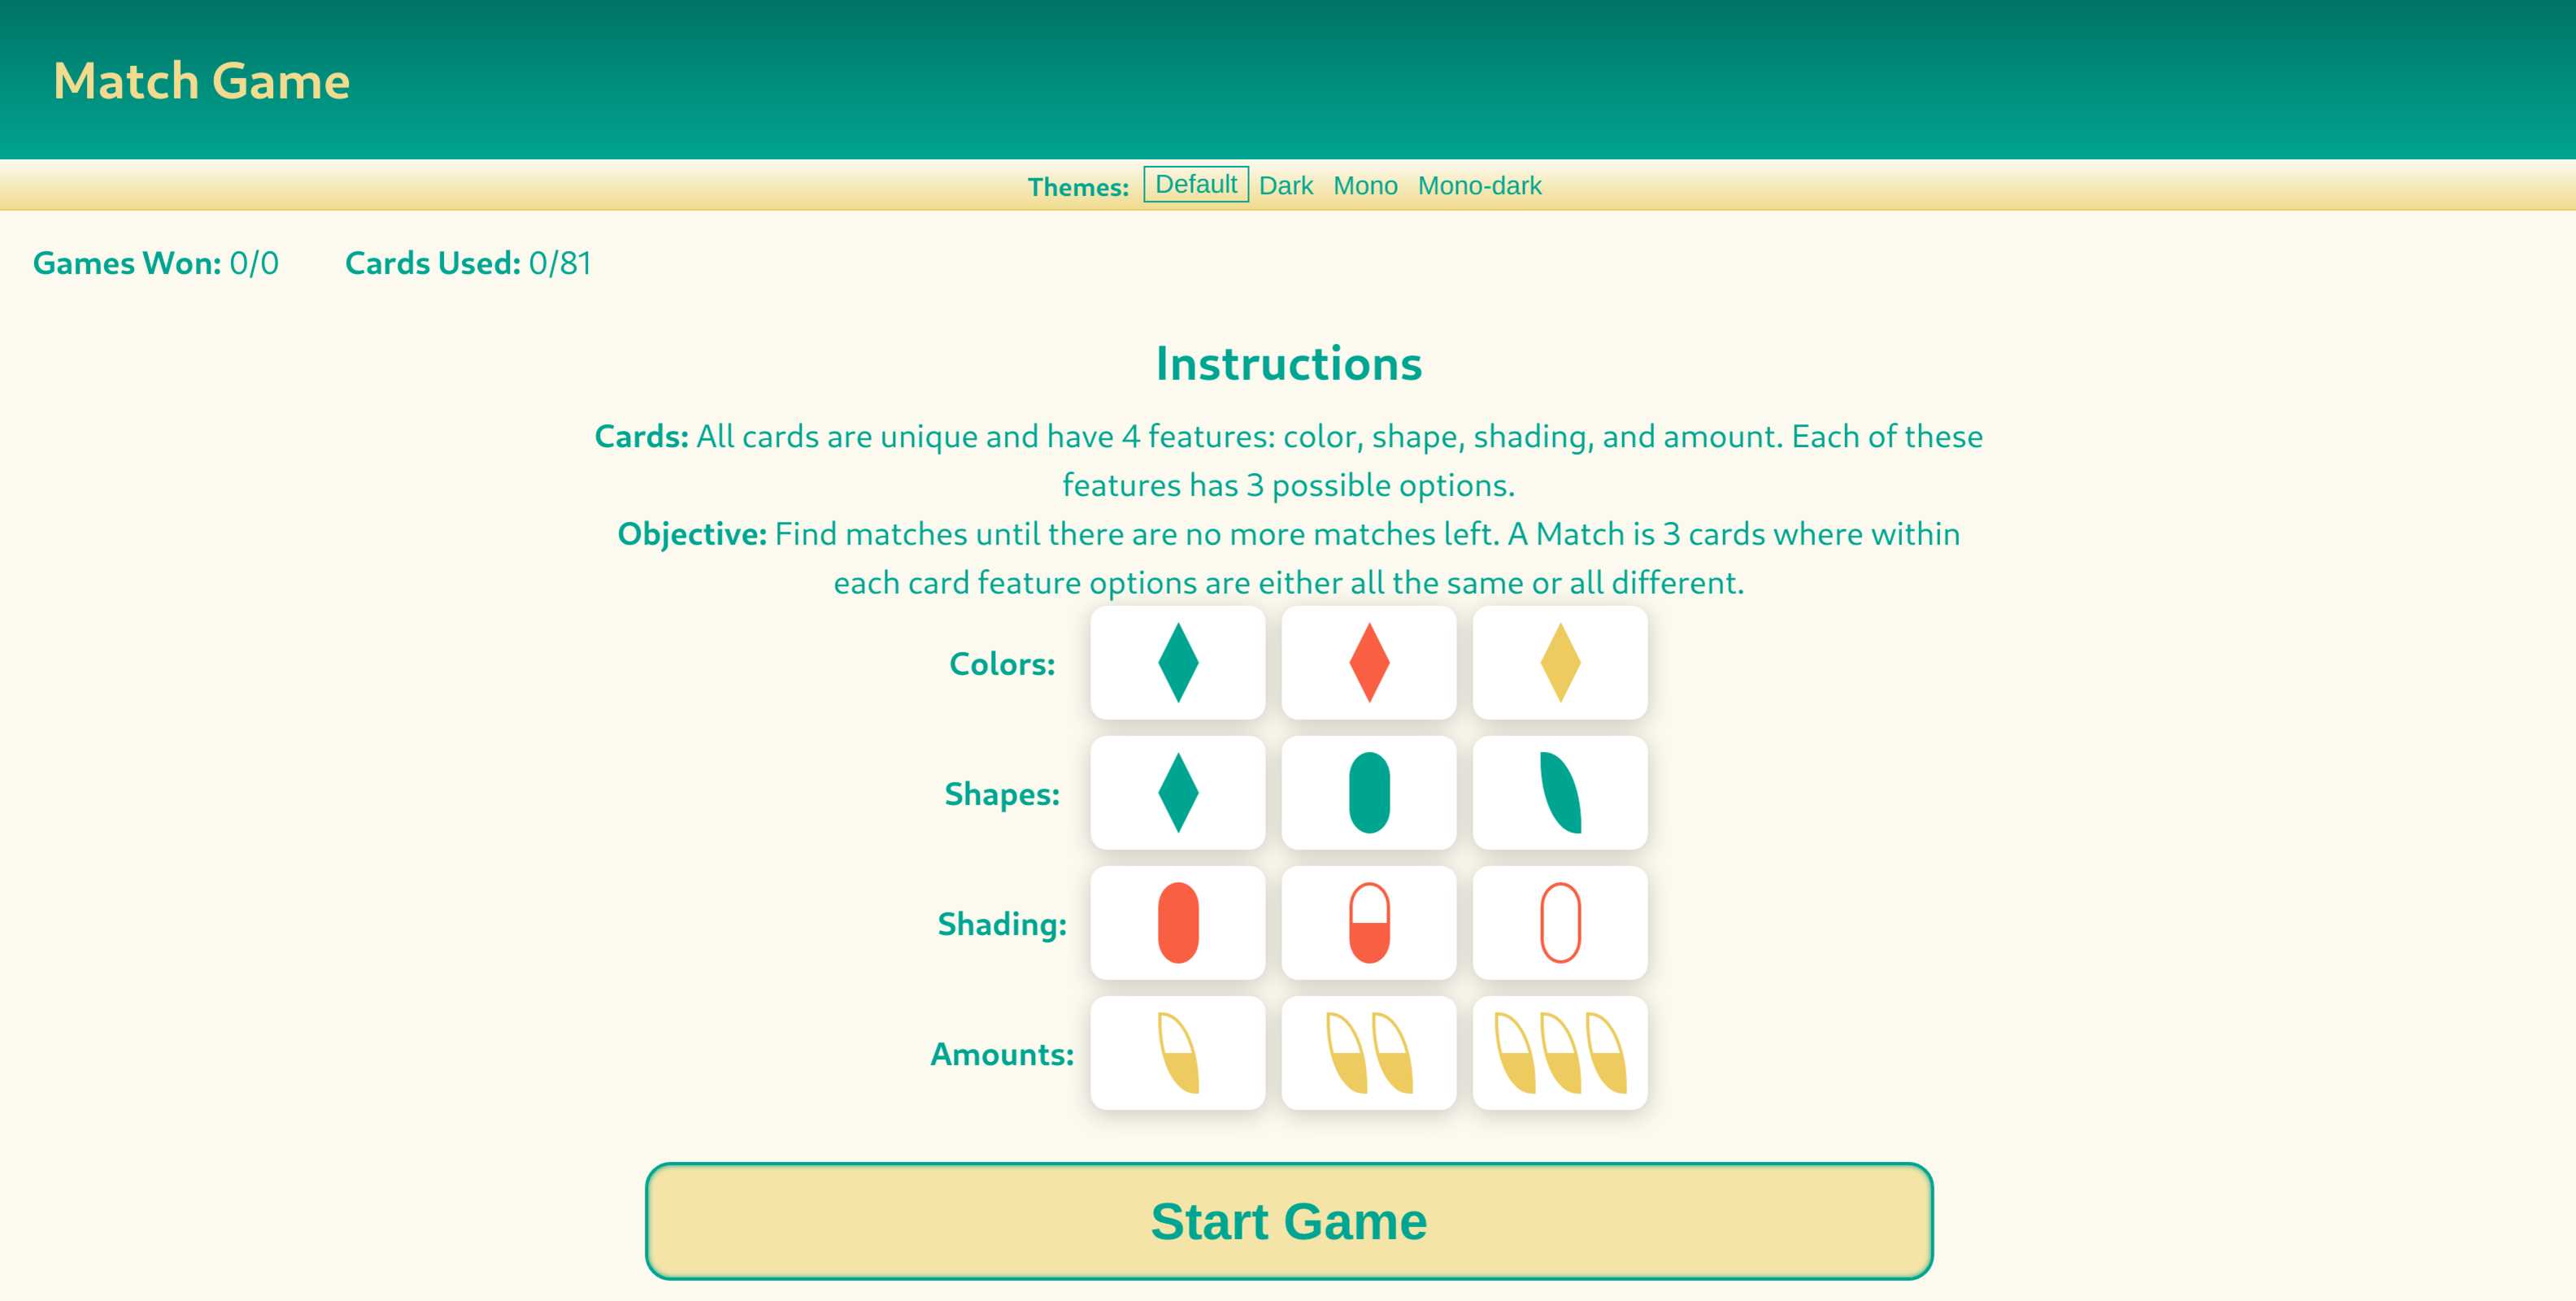 Match Game
Themes: Default Dark Mono Mono-dark
Games Won: 0/0 Cards Used: 0/81
Instructions
Cards: All cards are unique and have 4 features: color, shape, shading, and amount. Each of these
features has 3 possible options.
Objective: Find matches until there are no more matches left. A Match is 3 cards where within
each card feature options are either all the same or all different.
Colors:
Shapes:
Shading:
Amounts:
Start Game